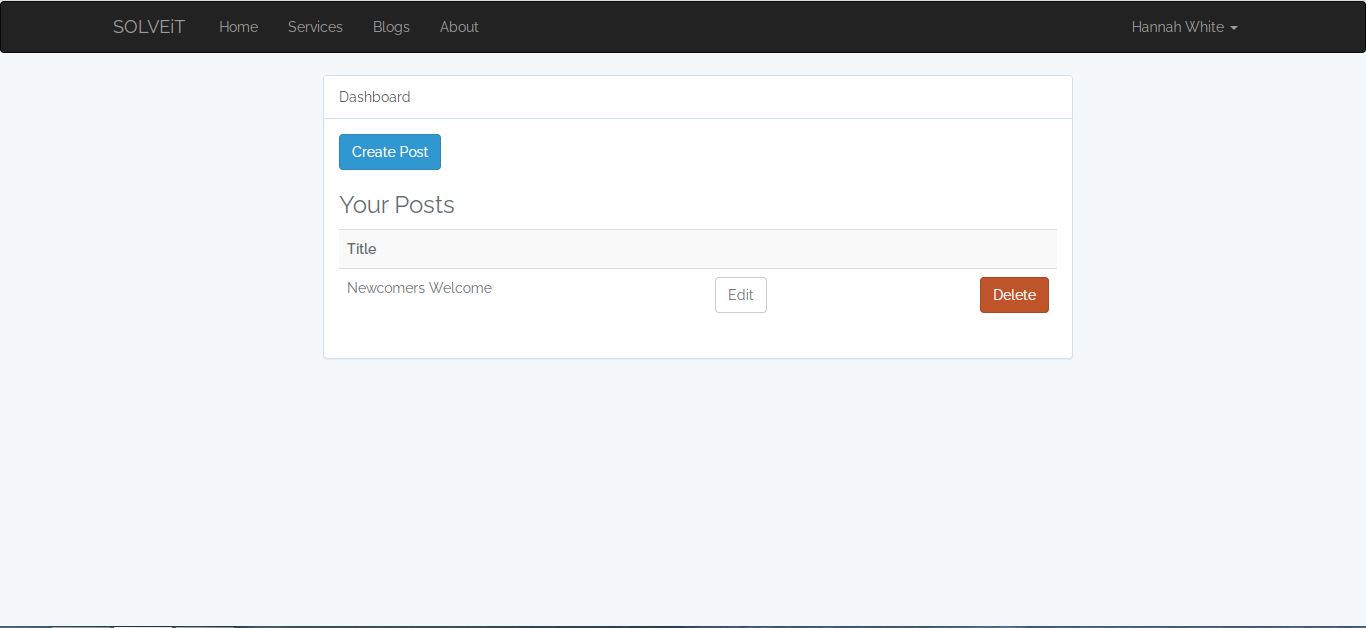 SOLVEiT Home Services Blogs About Hannah White
Dashboard
Create Post
Your Posts
Title
Newcomers Welcome Edit Delete